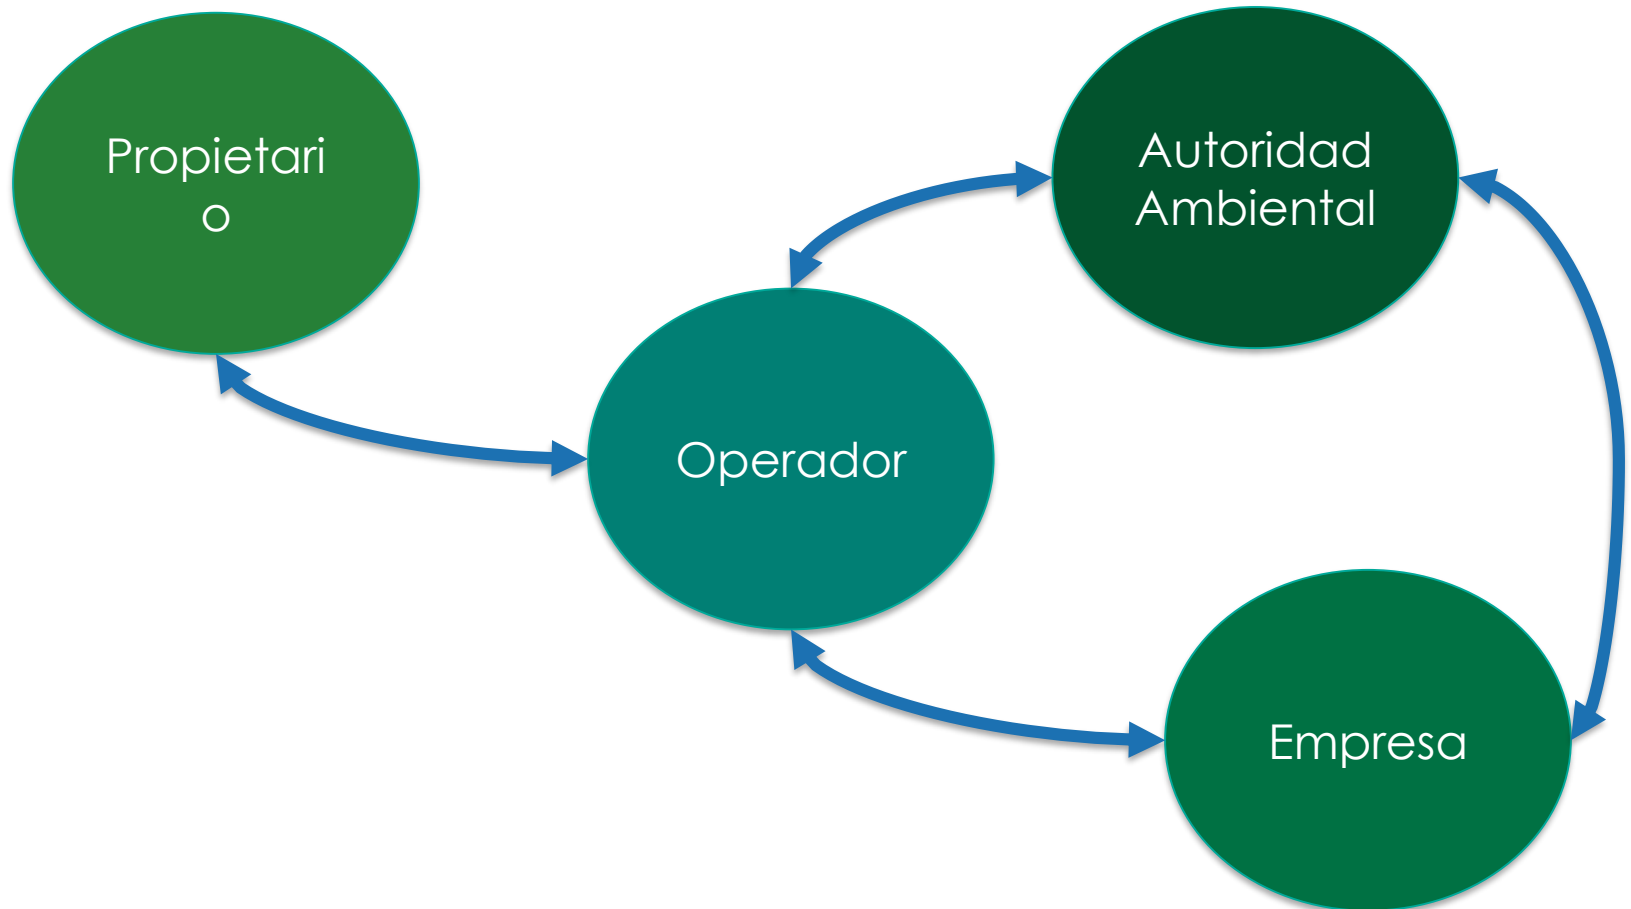 Propietari
o
Autoridad
Ambiental
Operador
Empresa